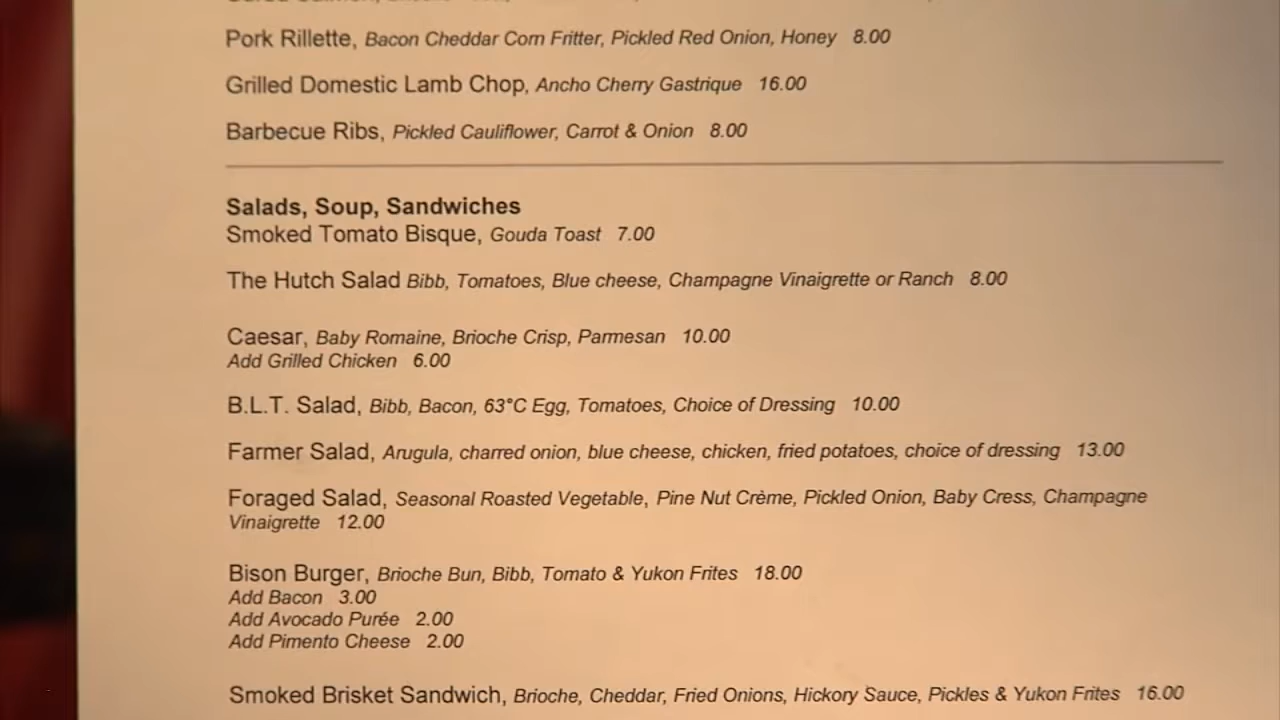 Pork Rillette, Bacon Cheddar Corn Fritter, Pickled Red Onion, Honey 8.00
Grilled Domestic Lamb Chop, Ancho Cherry Gastrique 16.00
Barbecue Ribs, Pickled Cauliflower, Carrot & Onion 8.00
Salads, Soup, Sandwiches
Smoked Tomato Bisque, Gouda Toast 7.00
The Hutch Salad Bibb, Tomatoes, Blue cheese, Champagne Vinaigrette or Ranch 8.00
Caesar, Baby Romaine, Brioche Crisp, Parmesan 10.00
Add Grilled Chicken 6.00
B.L.T. Salad, Bibb, Bacon, 63°C Egg, Tomatoes, Choice of Dressing 10.00
Farmer Salad, Arugula, charred onion, blue cheese, chicken, fried potatoes, choice of dressing 13.00
Foraged Salad, Seasonal Roasted Vegetable, Pine Nut Crème, Pickled Onion, Baby Cress, Champagne
Vinaigrette 12.00
Bison Burger, Brioche Bun, Bibb, Tomato & Yukon Frites 18.00
Add Bacon 3.00
Add Avocado Purée 2.00
Add Pimento Cheese 2.00
Smoked Brisket Sandwich, Brioche, Cheddar, Fried Onions, Hickory Sauce, Pickles & Yukon Frites 16.00